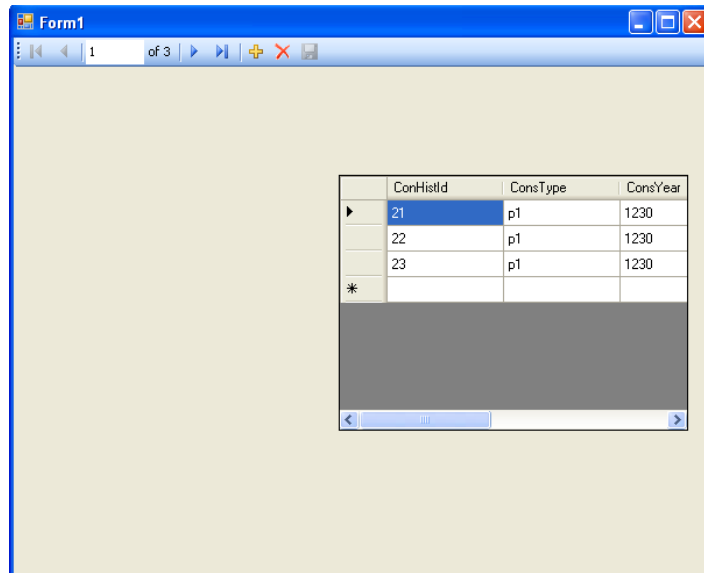 Form1
1 of 3
ConHistId ConsType ConsYear
21 p1 1230
22 p1 1230
23 p1 1230